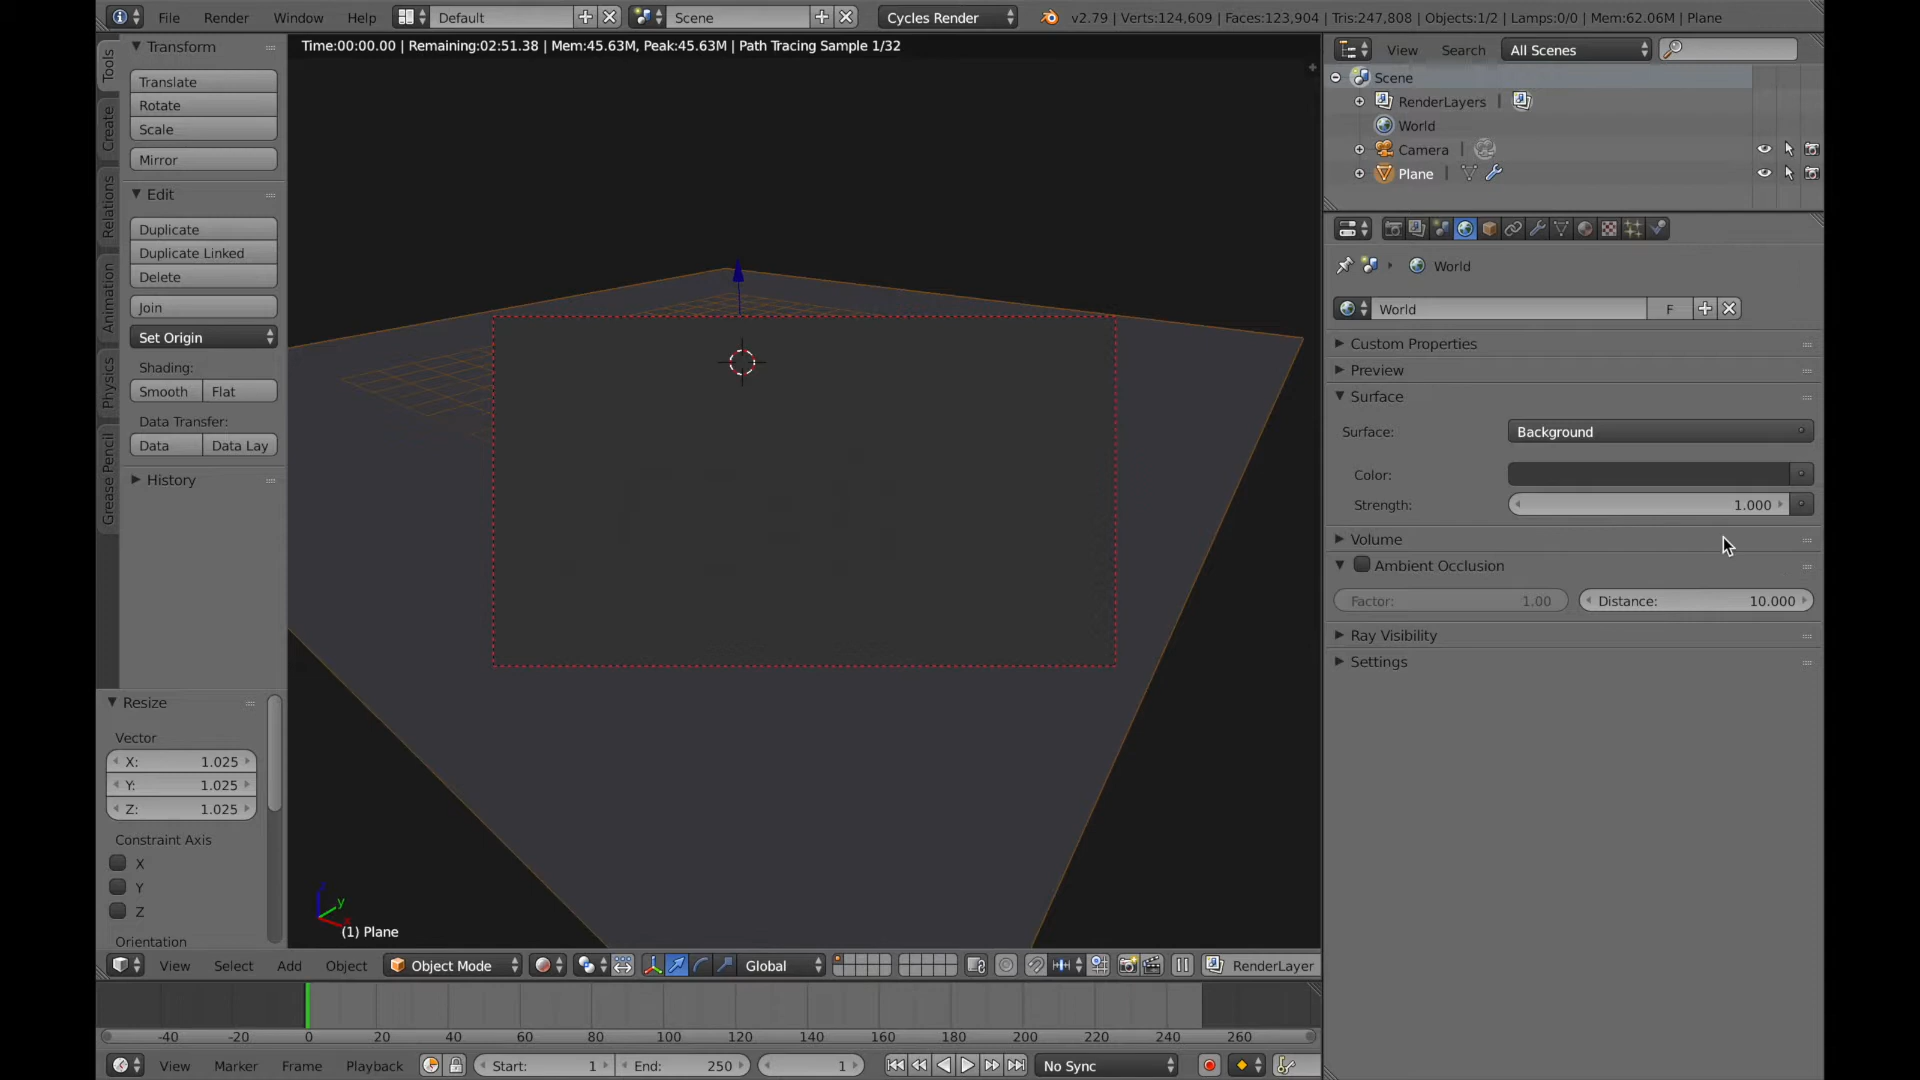 File Render Window Help Default Scene Cycles Render v2.79 | Verts:124,609 | Faces:123,904 | Tris:247,808 | Objects:1/2 | Lamps:0/0 | Mem:62.06M | Plane
Time:00:00.00 | Remaining:02:51.38 | Mem:45.63M, Peak:45.63M | Path Tracing Sample 1/32
Tools
Create
Relations
Animation
Physics
Grease Pencil
Transform
Translate
Rotate
Scale
Mirror
Edit
Duplicate
Duplicate Linked
Delete
Join
Set Origin
Shading:
Smooth Flat
Data Transfer:
Data Data Lay
History
Resize
Vector
X: 1.025
Y: 1.025
Z: 1.025
Constraint Axis
X
Y
Z
Orientation
y
(1) Plane
View Select Add Object Object Mode Global RenderLayer
-40 -20 0 20 40 60 80 100 120 140 160 180 200 220 240 260
View Marker Frame Playback Start: 1 End: 250 1 No Sync
View Search All Scenes
Scene
RenderLayers |
World
Camera |
Plane |
World
World F
Custom Properties
Preview
Surface
Surface: Background
Color:
Strength: 1.000
Volume
Ambient Occlusion
Factor: 1.00 Distance: 10.000
Ray Visibility
Settings